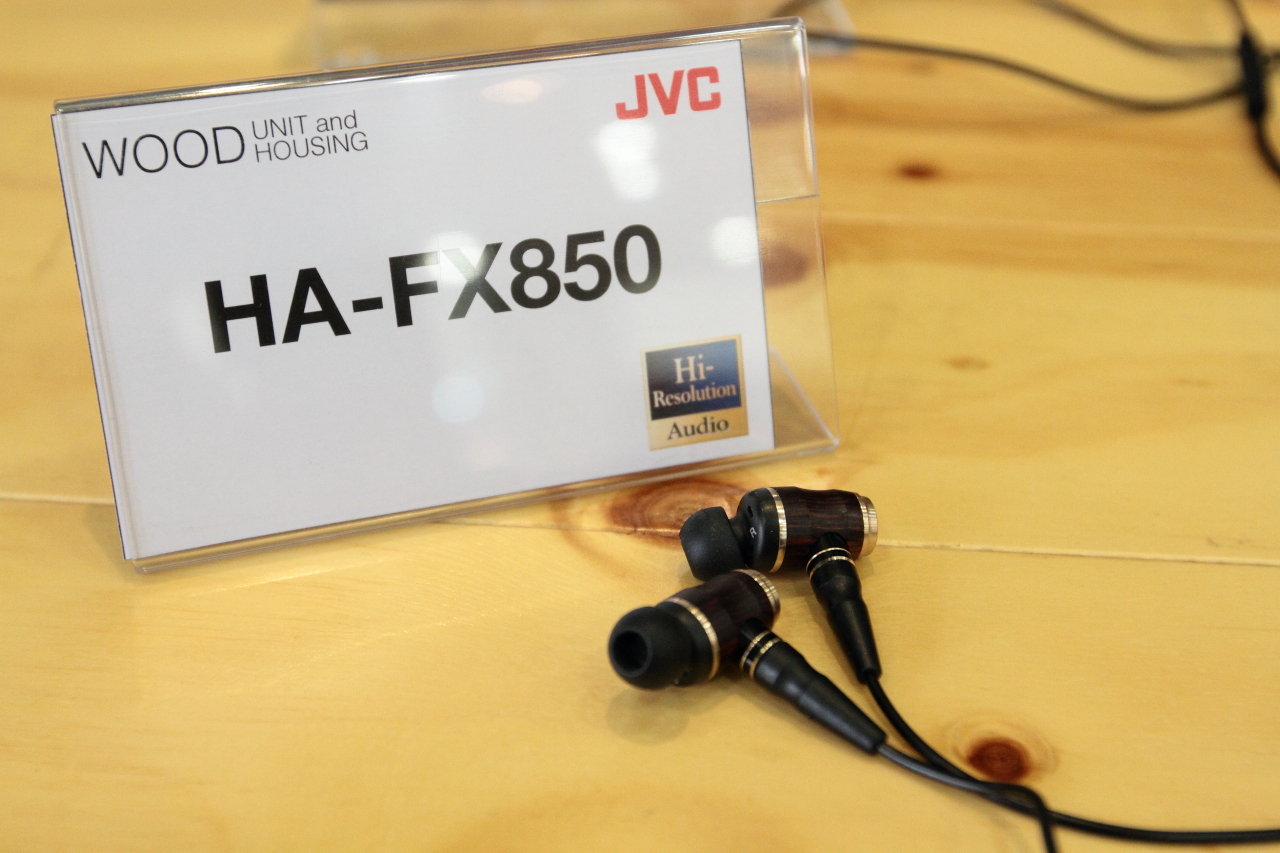 JVC
WOOD UNIT and
HOUSING
HA-FX850
Hi-
Resolution
Audio
R